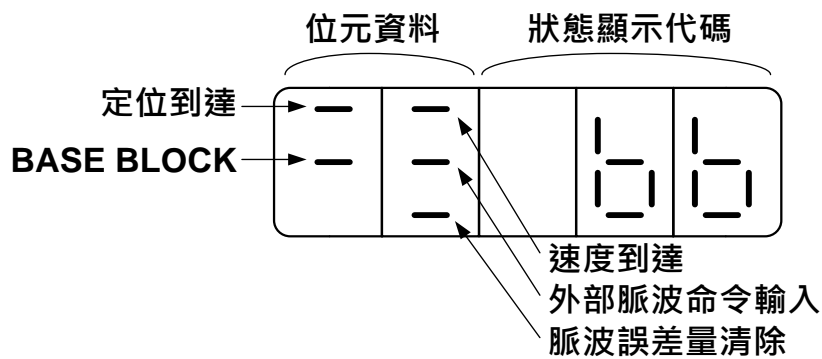 位元資料 狀態顯示代碼
定位到達
BASE BLOCK
bb
速度到達
外部脈波命令輸入
脈波誤差量清除